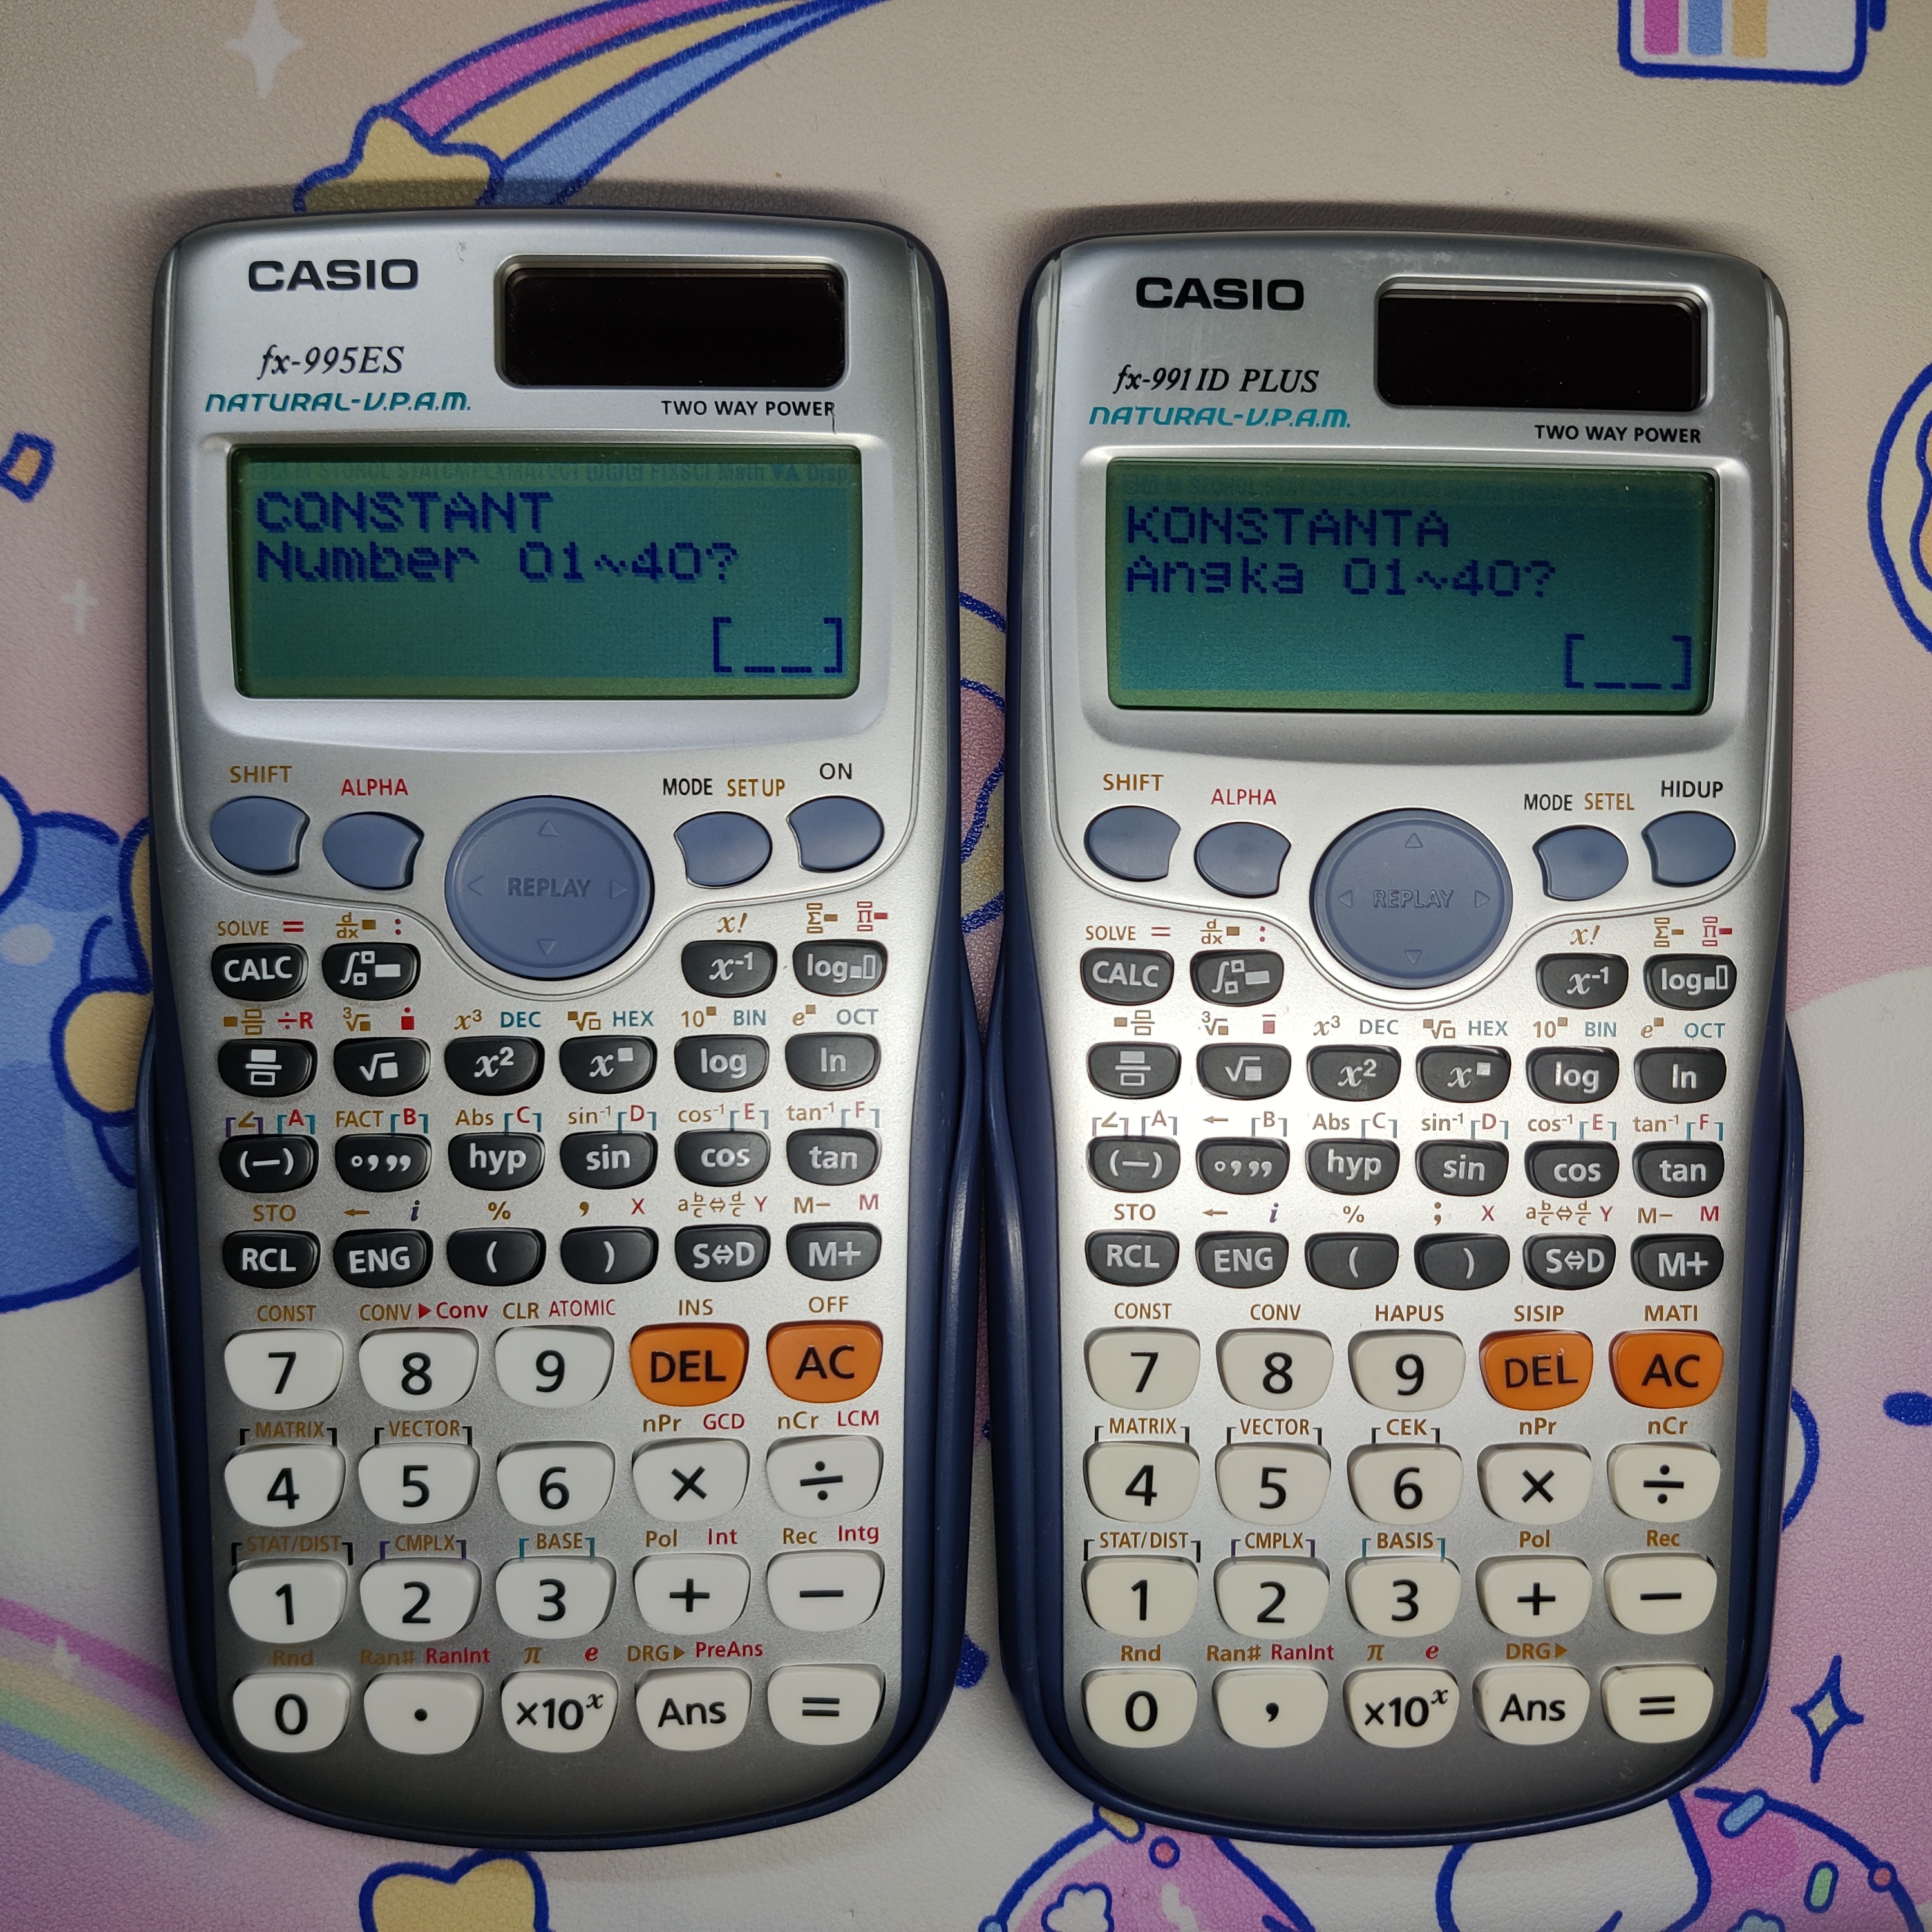 CASIO
fx-995ES
NATURAL-V.P.A.M.
TWO WAY POWER
CONSTANT
Number 01~40?
[__]
SHIFT ALPHA MODE SETUP ON
REPLAY
SOLVE = d/dx■ : x! Σ■ Π■
CALC ∫■ x⁻¹ log■□
■⊟ ÷R ³√■ ■̇ x³ DEC ■√□ HEX 10■ BIN e■ OCT
⊟ √■ x² x■ log ln
∠ A FACT B Abs C sin⁻¹ D cos⁻¹ E tan⁻¹ F
(—) °,,, hyp sin cos tan
STO ← i % , X a b/c⇔d/c Y M− M
RCL ENG ( ) S⇔D M+
CONST CONV ▶Conv CLR ATOMIC INS OFF
7 8 9 DEL AC
MATRIX VECTOR nPr GCD nCr LCM
4 5 6 × ÷
STAT/DIST CMPLX BASE Pol Int Rec Intg
1 2 3 + −
Rnd Ran# RanInt π e DRG▶ PreAns
0 . ×10ˣ Ans =
CASIO
fx-991ID PLUS
NATURAL-V.P.A.M.
TWO WAY POWER
KONSTANTA
Angka 01~40?
[__]
SHIFT ALPHA MODE SETEL HIDUP
REPLAY
SOLVE = d/dx■ : x! Σ■ Π■
CALC ∫■ x⁻¹ log■□
■⊟ ³√■ ■̅ x³ DEC ■√□ HEX 10■ BIN e■ OCT
⊟ √■ x² x■ log ln
∠ A ← B Abs C sin⁻¹ D cos⁻¹ E tan⁻¹ F
(—) °,,, hyp sin cos tan
STO ← i % ; X a b/c⇔d/c Y M− M
RCL ENG ( ) S⇔D M+
CONST CONV HAPUS SISIP MATI
7 8 9 DEL AC
MATRIX VECTOR CEK nPr nCr
4 5 6 × ÷
STAT/DIST CMPLX BASIS Pol Rec
1 2 3 + −
Rnd Ran# RanInt π e DRG▶
0 , ×10ˣ Ans =